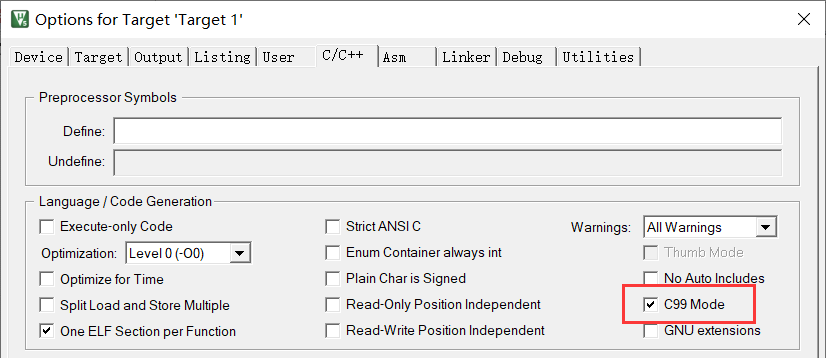 Options for Target 'Target 1'
Device Target Output Listing User C/C++ Asm Linker Debug Utilities
Preprocessor Symbols
Define:
Undefine:
Language / Code Generation
Execute-only Code Strict ANSI C Warnings: All Warnings
Optimization: Level 0 (-O0) Enum Container always int Thumb Mode
Optimize for Time Plain Char is Signed No Auto Includes
Split Load and Store Multiple Read-Only Position Independent C99 Mode
One ELF Section per Function Read-Write Position Independent GNU extensions